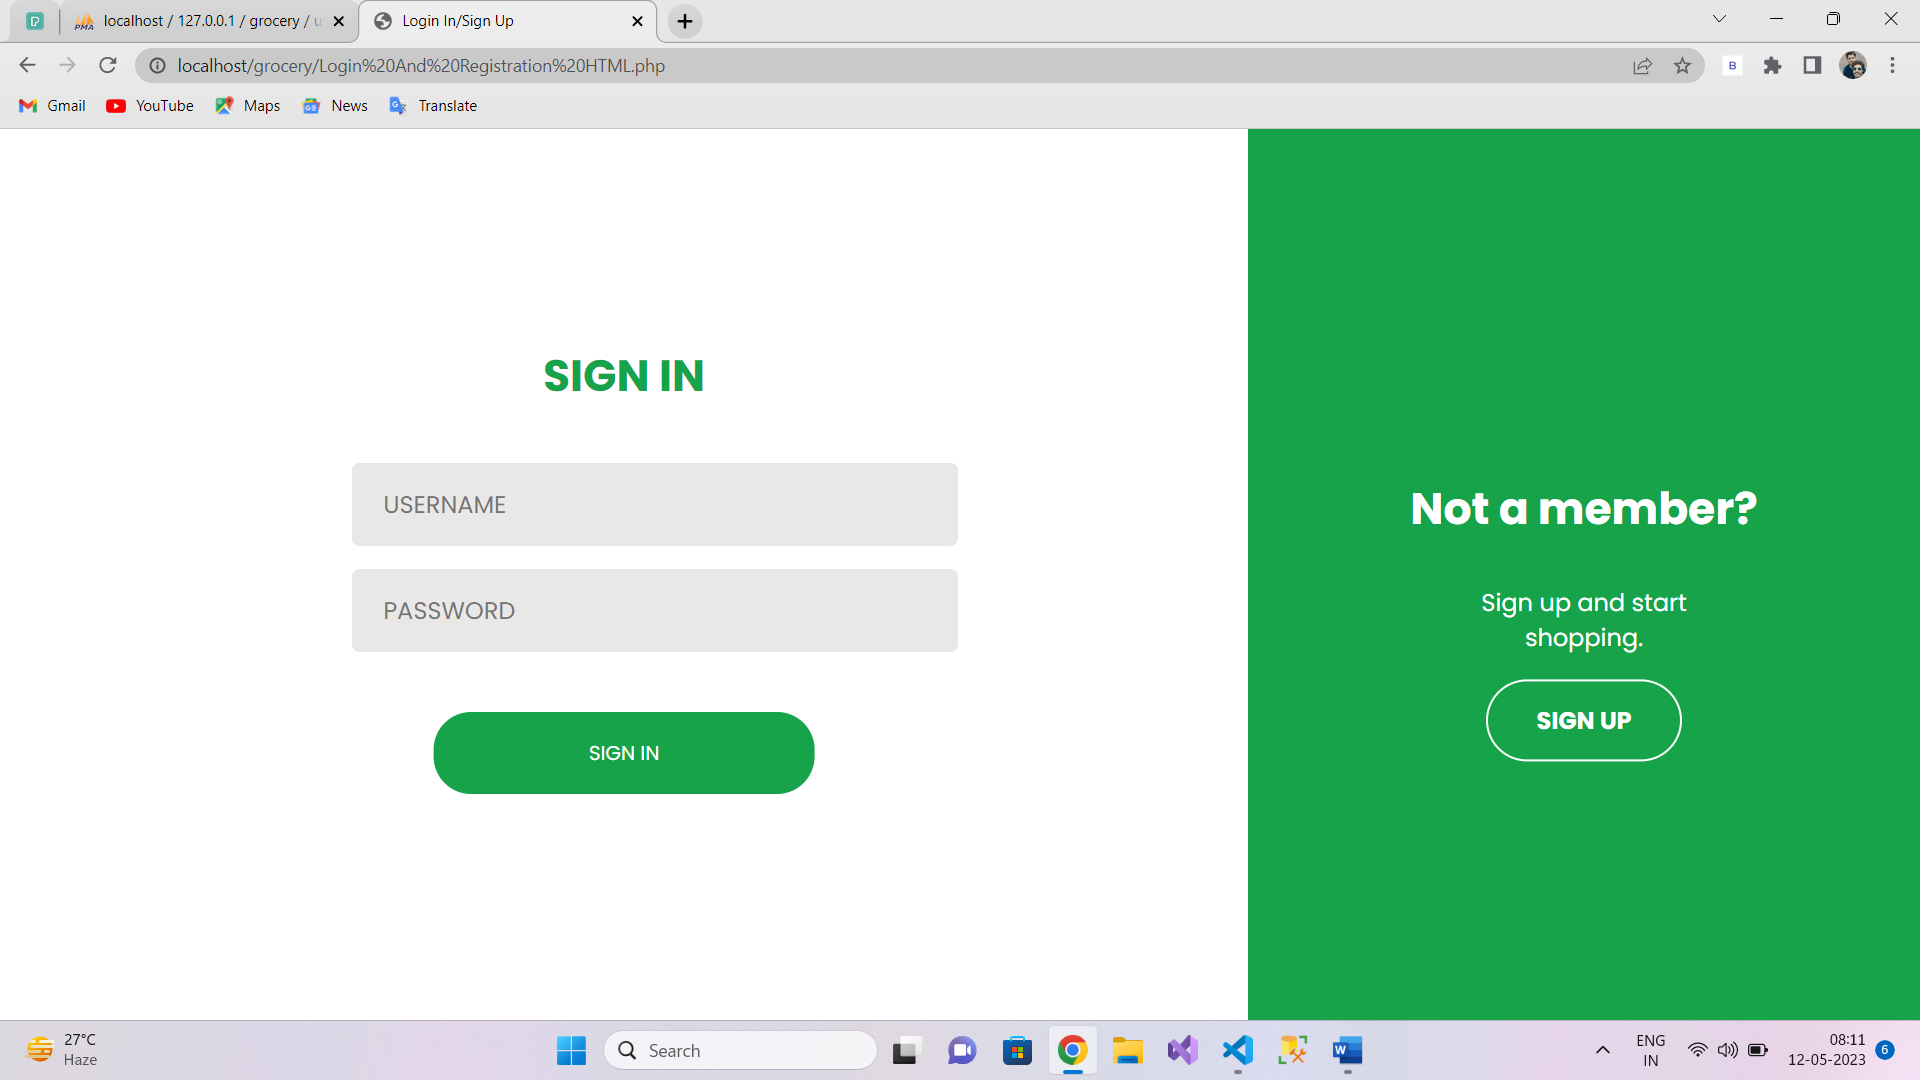 localhost / 127.0.0.1 / grocery / u
Login In/Sign Up
localhost/grocery/Login%20And%20Registration%20HTML.php
B
Gmail
YouTube
Maps
News
Translate
SIGN IN
USERNAME
PASSWORD
SIGN IN
Not a member?
Sign up and start
shopping.
SIGN UP
27°C
Haze
Search
ENG
IN
08:11
12-05-2023
6